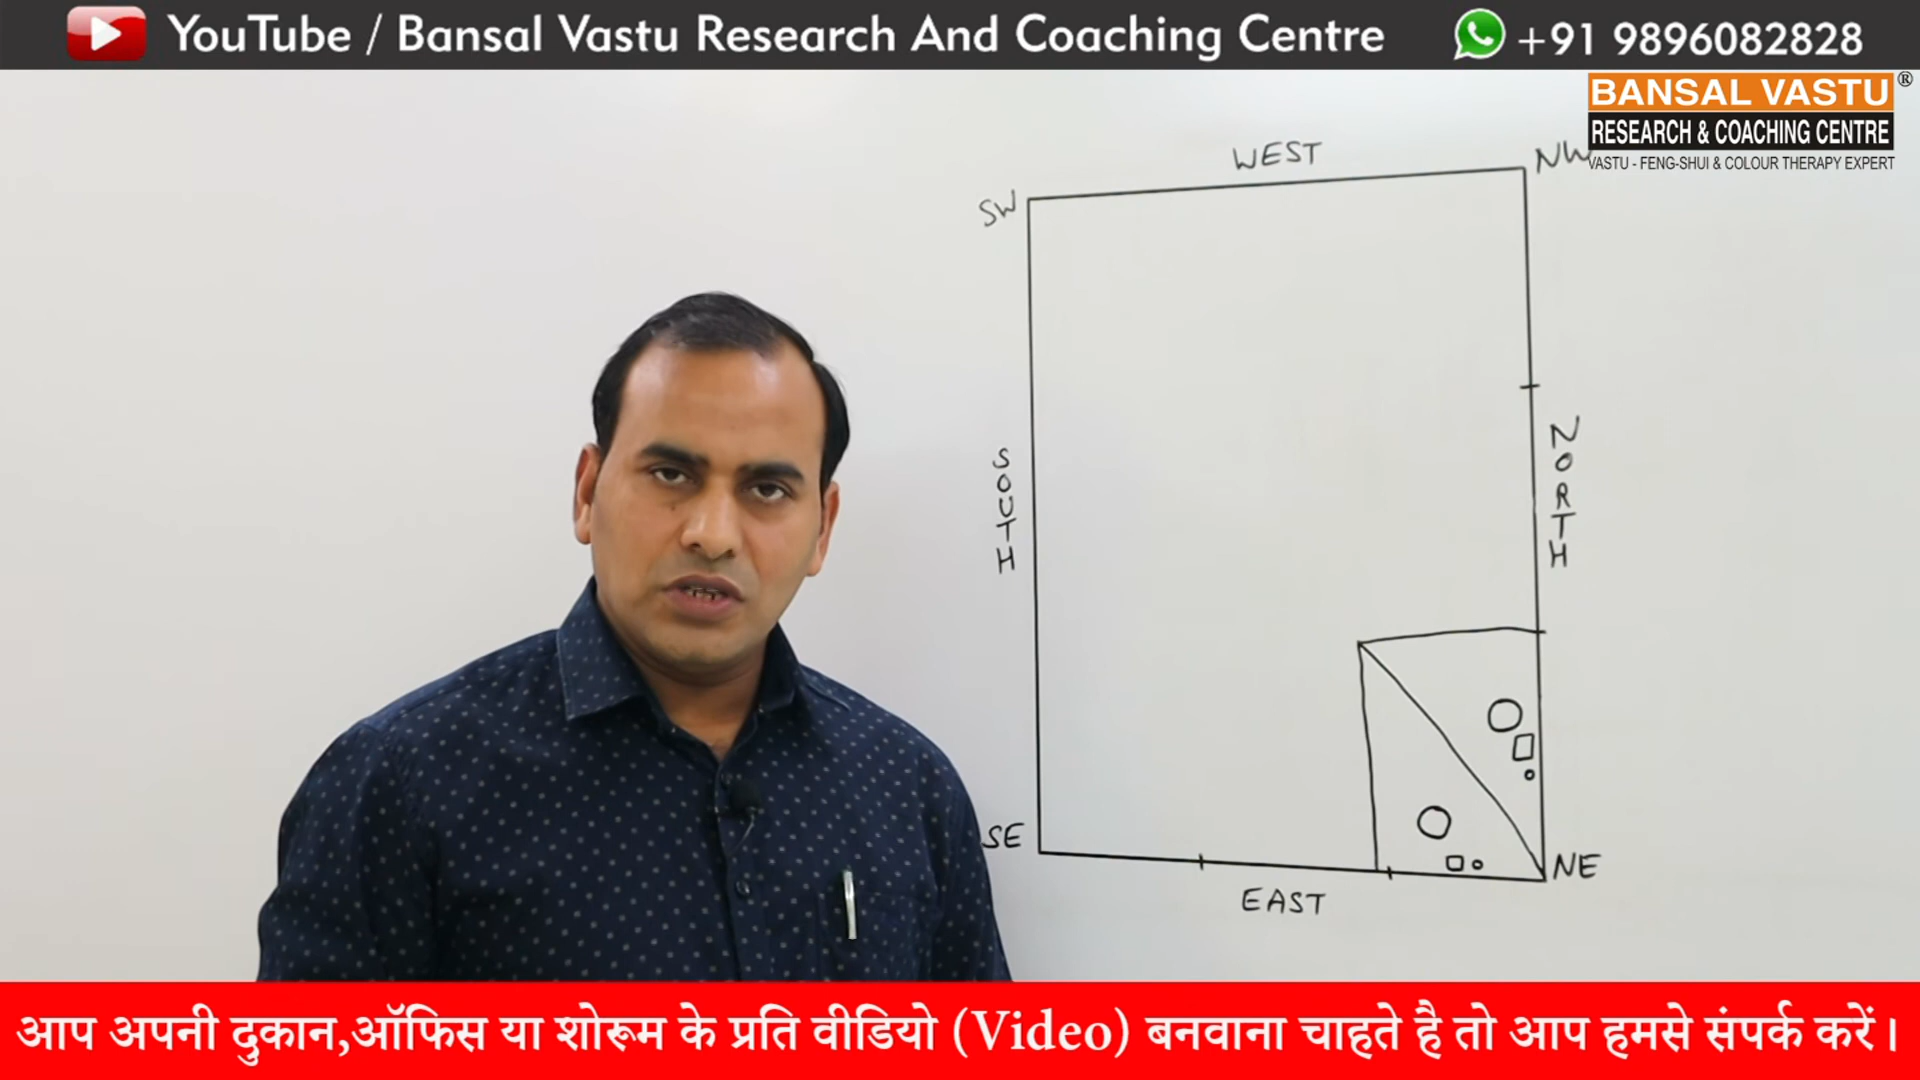 YouTube / Bansal Vastu Research And Coaching Centre
+91 9896082828
BANSAL VASTU®
RESEARCH & COACHING CENTRE
VASTU - FENG-SHUI & COLOUR THERAPY EXPERT
WEST
NW
SW
SOUTH
NORTH
SE
NE
EAST
आप अपनी दुकान,ऑफिस या शोरूम के प्रति वीडियो (Video) बनवाना चाहते है तो आप हमसे संपर्क करें।